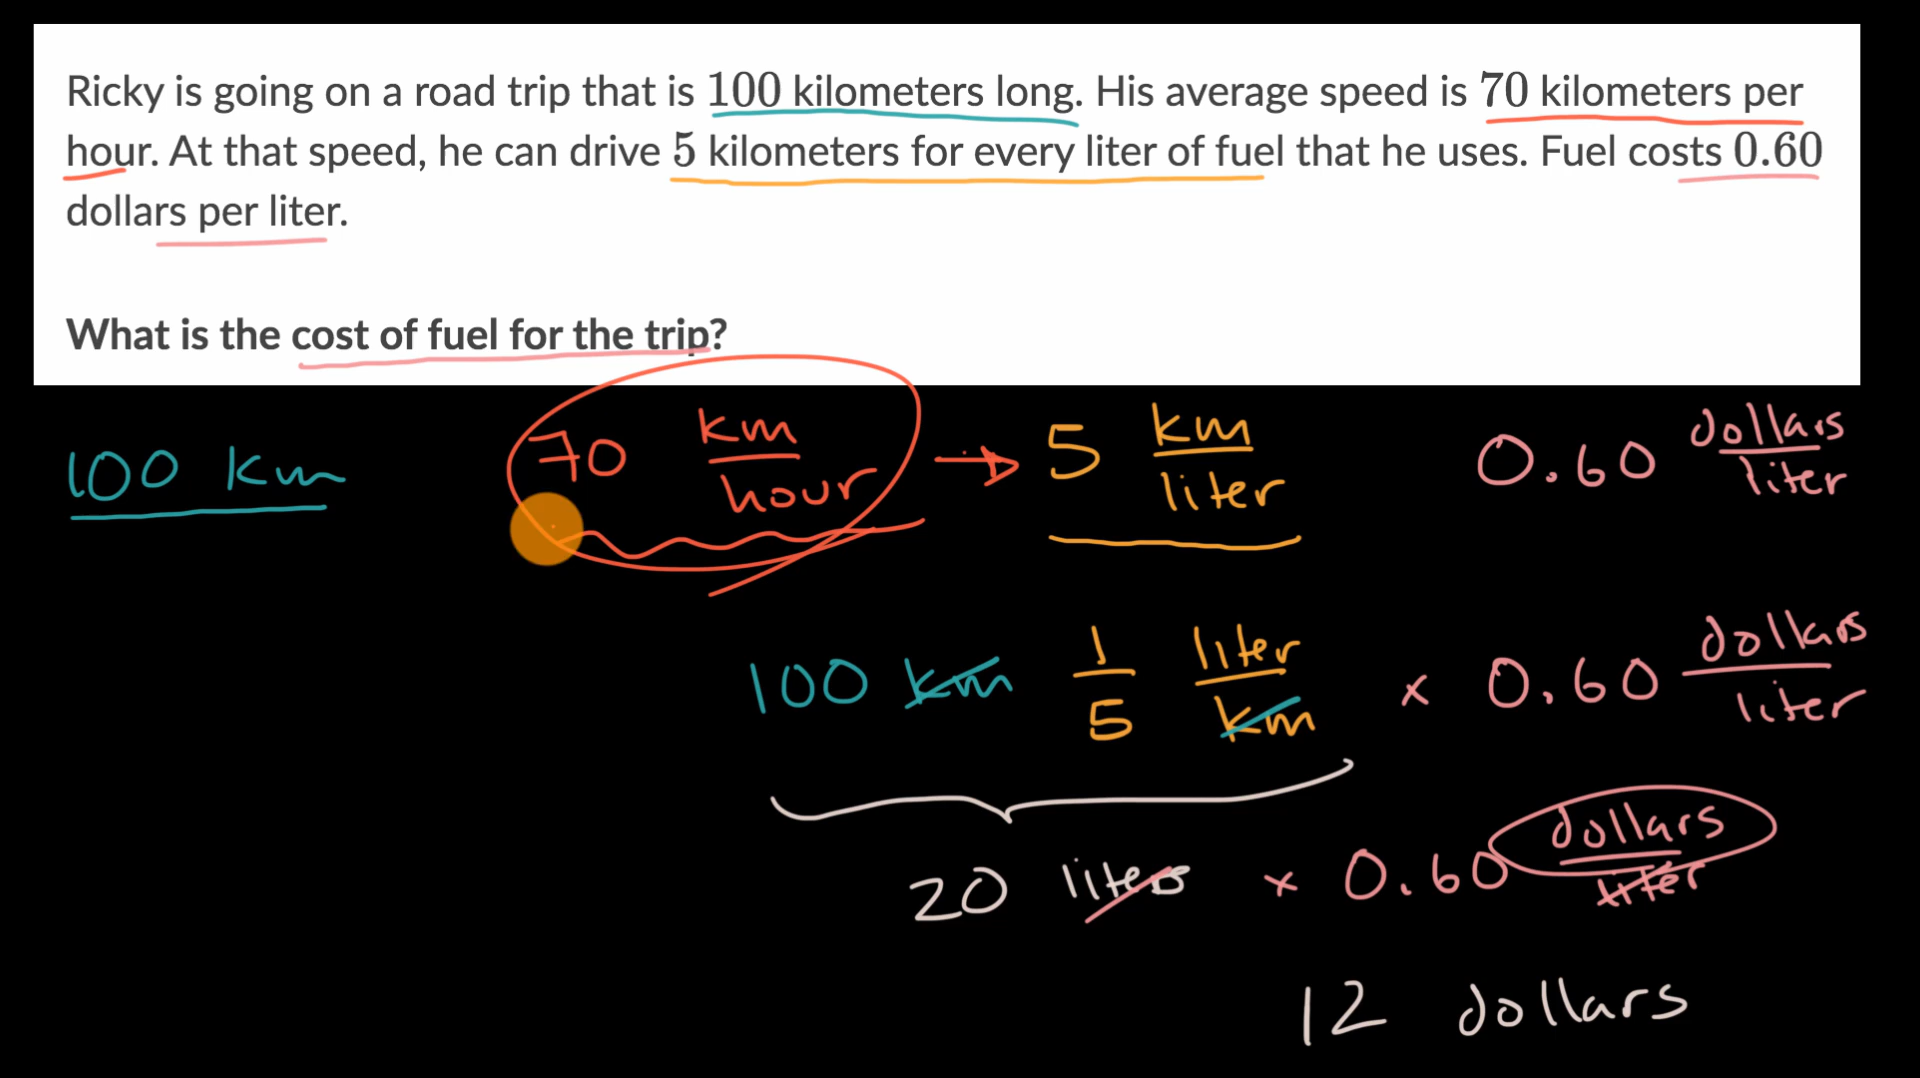 Ricky is going on a road trip that is 100 kilometers long. His average speed is 70 kilometers per
hour. At that speed, he can drive 5 kilometers for every liter of fuel that he uses. Fuel costs 0.60
dollars per liter.
What is the cost of fuel for the trip?
100 km 70 km/hour → 5 km/liter 0.60 dollars/liter
100 km 1/5 liter/km × 0.60 dollars/liter
20 liters × 0.60 dollars/liter
12 dollars